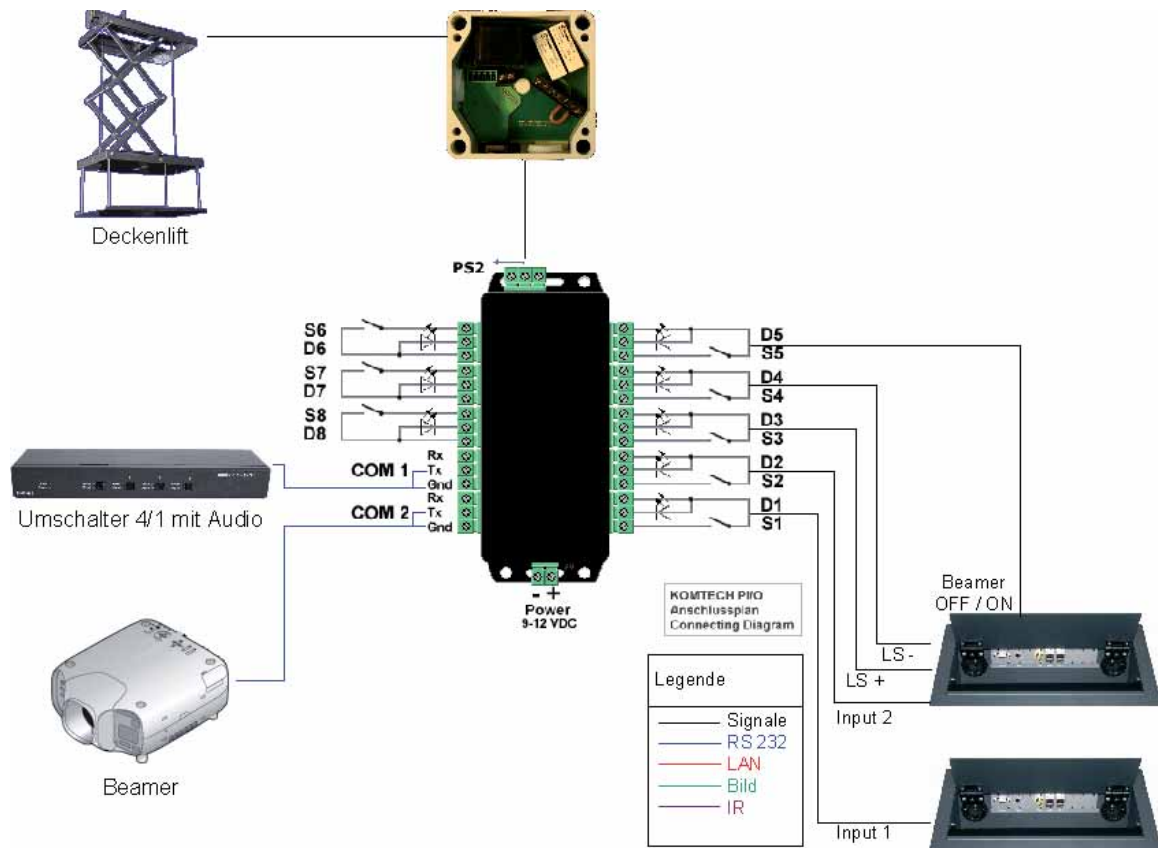 Deckenlift
PS2
S6
D6
S7
D7
S8
D8
D5
S5
D4
S4
D3
S3
D2
S2
D1
S1
COM 1
Rx
Tx
Gnd
COM 2
Rx
Tx
Gnd
Umschalter 4/1 mit Audio
Beamer
- +
Power
9-12 VDC
KOMTECH PI/O
Anschlussplan
Connecting Diagram
Legende
Signale
RS 232
LAN
Bild
IR
Beamer
OFF / ON
LS -
LS +
Input 2
Input 1